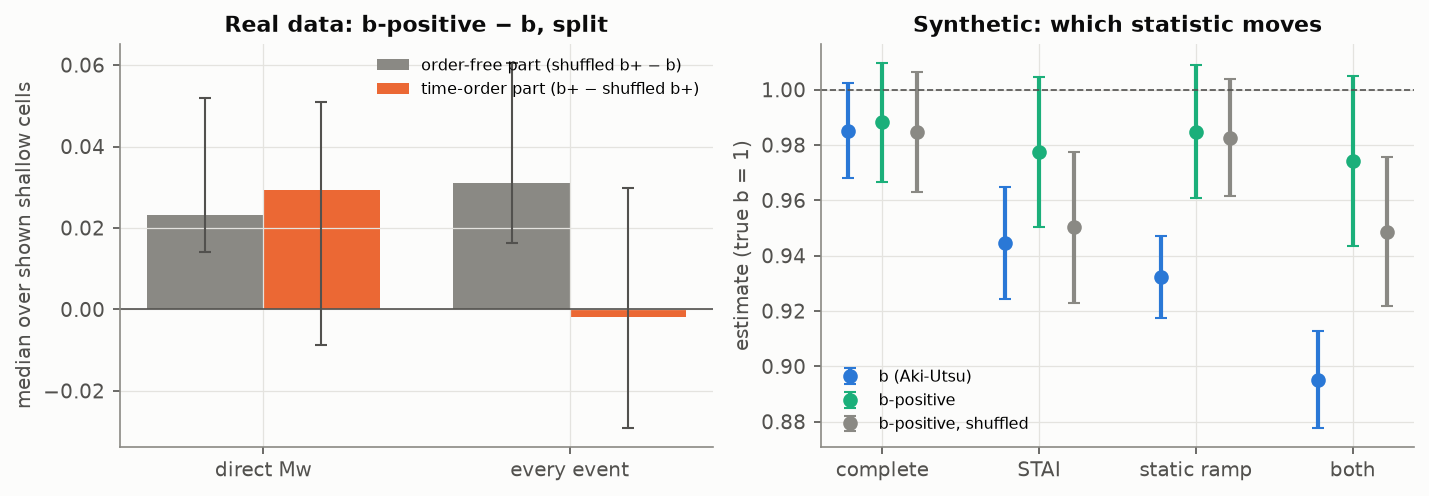 Real data: b-positive − b, split
median over shown shallow cells
0.06
0.04
0.02
0.00
−0.02
order-free part (shuffled b+ − b)
time-order part (b+ − shuffled b+)
direct Mw
every event
Synthetic: which statistic moves
estimate (true b = 1)
1.00
0.98
0.96
0.94
0.92
0.90
0.88
b (Aki-Utsu)
b-positive
b-positive, shuffled
complete
STAI
static ramp
both